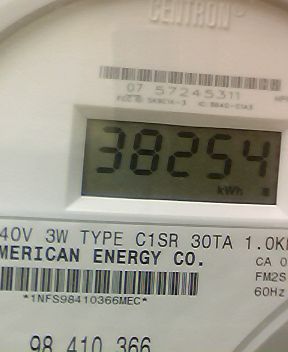 CENTRON®
07 57245311
38254
kWh
40V 3W TYPE C1SR 30TA 1.0K
MERICAN ENERGY CO.
CA 0
FM2S
60Hz
*1NFS98410366MEC*
98 410 366